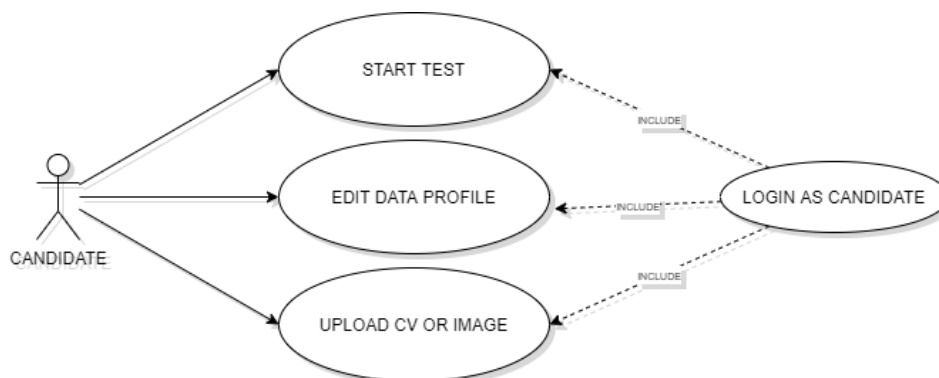 START TEST
INCLUDE
EDIT DATA PROFILE
INCLUDE
LOGIN AS CANDIDATE
CANDIDATE
INCLUDE
UPLOAD CV OR IMAGE